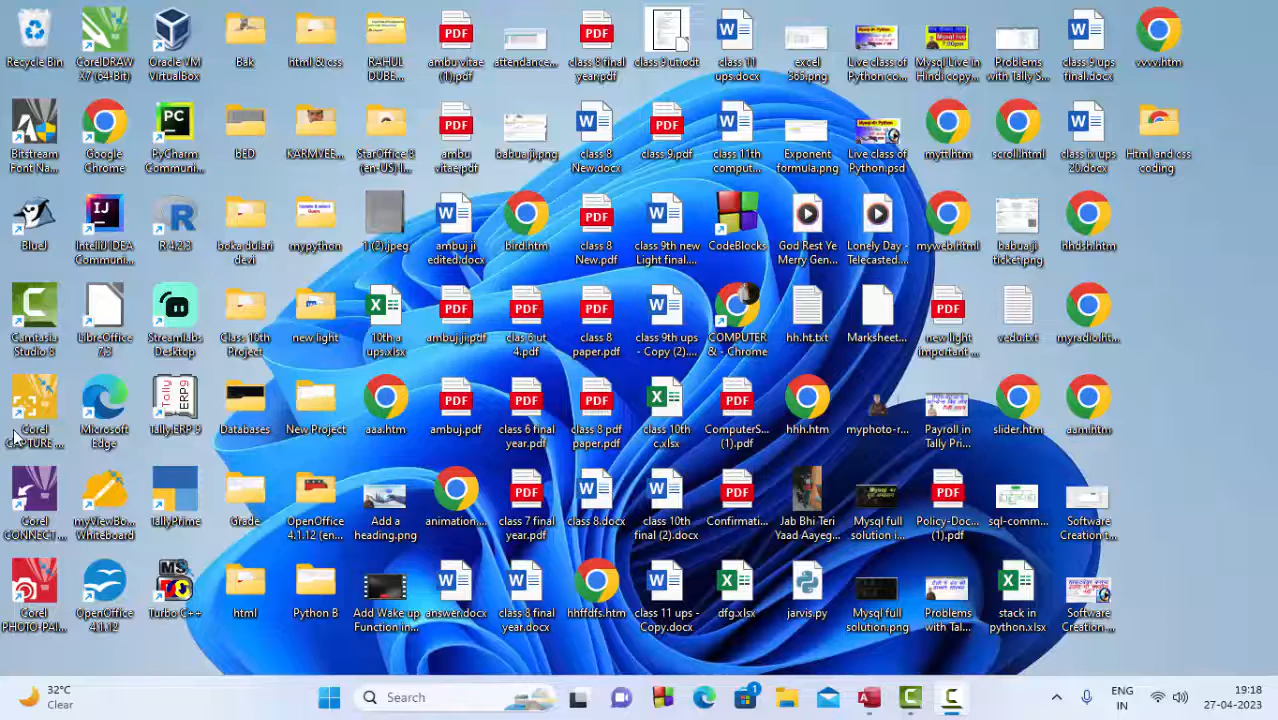 Recycle Bin
CorelDRAW
X7 (64-Bit)
Oracle VM
VirtualBox
Bak
html & css
RAHUL
DUBE...
ambu vitae
(1).pdf
attendance...
class 8 final
year.pdf
class 9 ut.odt
class 11
ups.docx
excel
365.png
Live class of
Python co...
Mysql Live in
Hindi copy...
Problems
with Tally S...
class 9 ups
final.docx
vvvv.htm
Bitstream
Font Na...
Google
Chrome
PyCharm
Communi...
bED
KARMVEE...
StarOffice 8
(en-US) I...
ambu
vitae.pdf
babua ji.png
class 8
New.docx
class 9.pdf
class 11th
comput...
Exponent
formula.png
Live class of
Python.psd
myttl.htm
scroll.html
class ix ups
20.docx
Html and css
coding
BlueJ
IntelliJ IDEA
Communi...
R 4.2.3
boka dulari
devi
mypython
1 (2).jpeg
ambuj ji
edited.docx
bird.htm
class 8
New.pdf
class 9th new
Light final....
CodeBlocks
God Rest Ye
Merry Gen...
Lonely Day -
Telecasted....
myweb.html
babua ji
ticket.png
hhdsh.htm
Camtasia
Studio 8
LibreOffice
7.3
Streamlabs
Desktop
Class 10th
Project
new light
10th a
ups.xlsx
ambuj.ji.pdf
clas 6 ut
4.pdf
class 8
paper.pdf
class 9th ups
- Copy (2)....
COMPUTER
& - Chrome
hh.ht.txt
Marksheet...
new light
important ...
vedu.txt
myradio.ht...
Corel
CAPTURE ...
Microsoft
Edge
Tally.ERP 9
Databases
New Project
aaa.htm
ambuj.pdf
class 6 final
year.pdf
class 8 pdf
paper.pdf
class 10th
c.xlsx
ComputerS...
(1).pdf
hhh.htm
myphoto-r...
Payroll in
Tally Pri...
slider.htm
aam.htm
Corel
CONNECT ...
myViewBo...
Whiteboard
TallyPrime
Grade
OpenOffice
4.1.12 (en...
Add a
heading.png
animation....
class 7 final
year.pdf
class 8.docx
class 10th
final (2).docx
Confirmati...
Jab Bhi Teri
Yaad Aayeg...
Mysql full
solution i...
Policy-Doc...
(1).pdf
sql-comm...
Software
Creation t...
Corel
PHOTO-PAI...
OpenOffice
4.1.12
Turbo C++
html
Python B
Add Wake up
Function in...
answer.docx
class 8 final
year.docx
hhffdfs.htm
class 11 ups -
Copy.docx
dfg.xlsx
jarvis.py
Mysql full
solution.png
Problems
with Tal...
stack in
python.xlsx
Software
Creation ...
32°C
Clear
Search
1
ENG
IN
19:18
27-04-2023